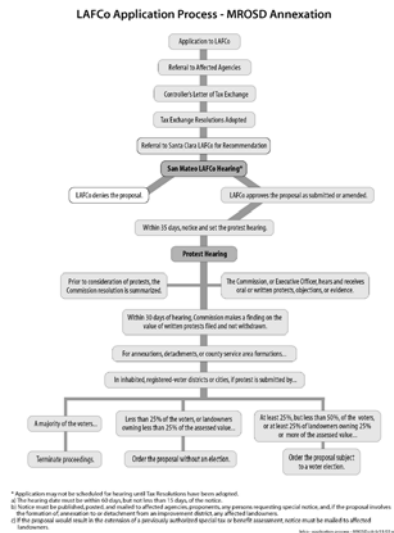 LAFCo Application Process - MROSD Annexation
Application to LAFCo
Referral to Affected Agencies
Controller's Letter of Tax Exchange
Tax Exchange Resolutions Adopted
Referral to Santa Clara LAFCo for Recommendation
San Mateo LAFCo Hearing*
LAFCo denies the proposal.
LAFCo approves the proposal as submitted or amended.
Within 35 days, notice and set the protest hearing.
Protest Hearing
Prior to consideration of protests, the
Commission resolution is summarized.
The Commission, or Executive Officer, hears and receives
oral or written protests, objections, or evidence.
Within 30 days of hearing, Commission makes a finding on the
value of written protests filed and not withdrawn.
For annexations, detachments, or county service area formations...
In inhabited, registered-voter districts or cities, if protest is submitted by...
A majority of the voters...
Less than 25% of the voters, or landowners
owning less than 25% of the assessed value...
At least 25%, but less than 50%, of the voters,
or at least 25% of landowners owning 25%
or more of the assessed value...
Terminate proceedings.
Order the proposal without an election.
Order the proposal subject
to a voter election.
* Application may not be scheduled for hearing until Tax Resolutions have been adopted.
a) The hearing date must be within 60 days, but not less than 15 days, of the notice.
b) Notice must be published, posted, and mailed to affected agencies, proponents, any persons requesting special notice, and, if the proposal involves
the formation of, annexation to or detachment from an improvement district, any affected landowners.
c) If the proposal would result in the extension of a previously authorized special tax or benefit assessment, notice must be mailed to affected
landowners.